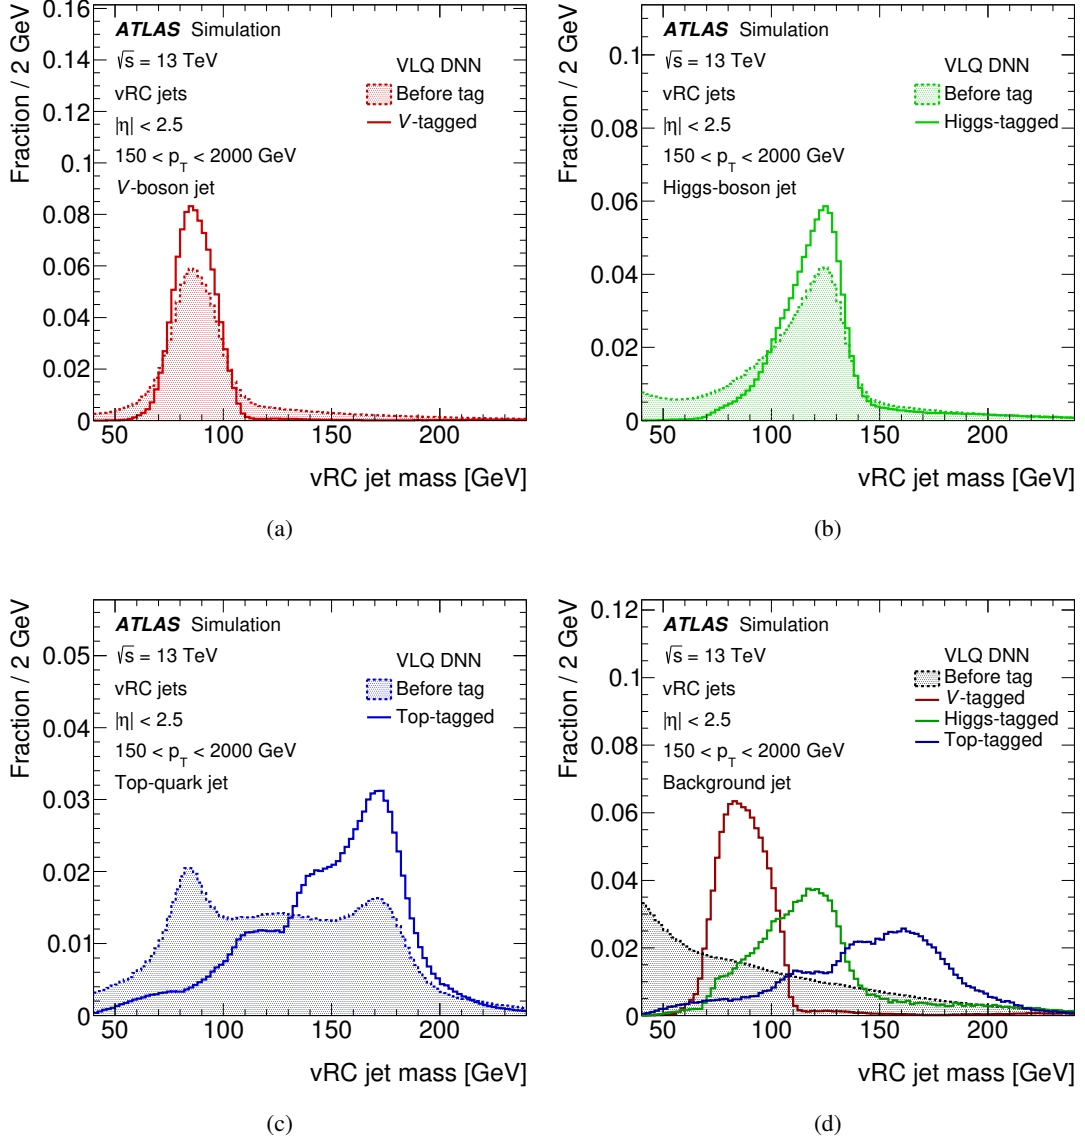 Fraction / 2 GeV
0.16
0.14
0.12
0.1
0.08
0.06
0.04
0.02
0
ATLAS Simulation
√s = 13 TeV
vRC jets
|η| < 2.5
150 < p_T < 2000 GeV
V-boson jet
VLQ DNN
Before tag
V-tagged
50 100 150 200
vRC jet mass [GeV]
(a)
Fraction / 2 GeV
0.1
0.08
0.06
0.04
0.02
0
ATLAS Simulation
√s = 13 TeV
vRC jets
|η| < 2.5
150 < p_T < 2000 GeV
Higgs-boson jet
VLQ DNN
Before tag
Higgs-tagged
50 100 150 200
vRC jet mass [GeV]
(b)
Fraction / 2 GeV
0.05
0.04
0.03
0.02
0.01
0
ATLAS Simulation
√s = 13 TeV
vRC jets
|η| < 2.5
150 < p_T < 2000 GeV
Top-quark jet
VLQ DNN
Before tag
Top-tagged
50 100 150 200
vRC jet mass [GeV]
(c)
Fraction / 2 GeV
0.12
0.1
0.08
0.06
0.04
0.02
0
ATLAS Simulation
√s = 13 TeV
vRC jets
|η| < 2.5
150 < p_T < 2000 GeV
Background jet
VLQ DNN
Before tag
V-tagged
Higgs-tagged
Top-tagged
50 100 150 200
vRC jet mass [GeV]
(d)